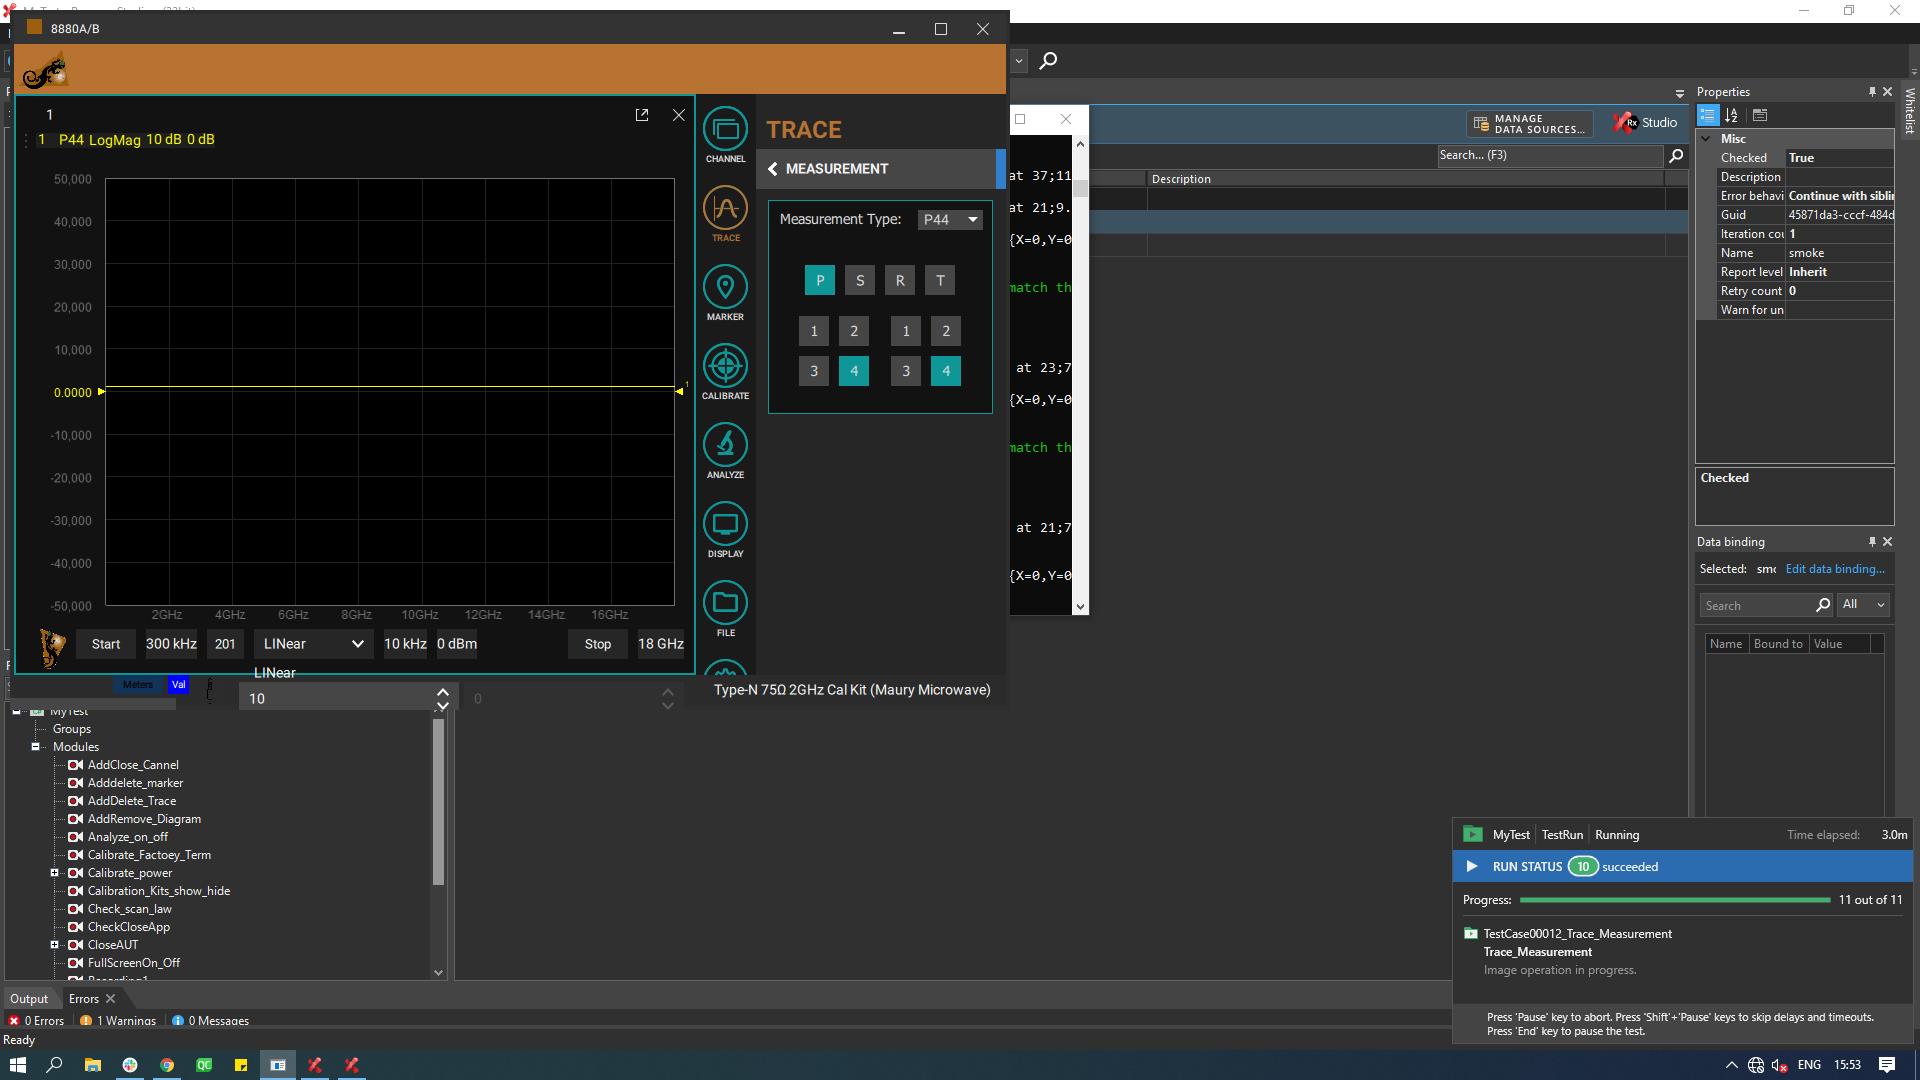 8880A/B
1
1 P44 LogMag 10 dB 0 dB
50,000
40,000
30,000
20,000
10,000
0.0000
1
-10,000
-20,000
-30,000
-40,000
-50,000
2GHz 4GHz 6GHz 8GHz 10GHz 12GHz 14GHz 16GHz
Start 300 kHz 201 LINear 10 kHz 0 dBm Stop 18 GHz
LINear
Meters Val
10
0
Type-N 75Ω 2GHz Cal Kit (Maury Microwave)
CHANNEL
TRACE
MARKER
CALIBRATE
ANALYZE
DISPLAY
FILE
TRACE
MEASUREMENT
Measurement Type: P44
P S R T
1 2 1 2
3 4 3 4
at 37;11
at 21;9.
{X=0,Y=0
match th
at 23;7
{X=0,Y=0
match th
at 21;7
{X=0,Y=0
MANAGE
DATA SOURCES...
Rx Studio
Search... (F3)
Description
Properties
Whitelist
Misc
Checked True
Description
Error behavi Continue with siblin
Guid 45871da3-cccf-484d
Iteration cou 1
Name smoke
Report level Inherit
Retry count 0
Warn for un
Checked
Data binding
Selected: smo Edit data binding...
Search All
Name Bound to Value
MyTest
Groups
Modules
AddClose_Cannel
Adddelete_marker
AddDelete_Trace
AddRemove_Diagram
Analyze_on_off
Calibrate_Factoey_Term
Calibrate_power
Calibration_Kits_show_hide
Check_scan_law
CheckCloseApp
CloseAUT
FullScreenOn_Off
Recording1
Output Errors
0 Errors 1 Warnings 0 Messages
Ready
MyTest TestRun Running Time elapsed: 3.0m
RUN STATUS 10 succeeded
Progress: 11 out of 11
TestCase00012_Trace_Measurement
Trace_Measurement
Image operation in progress.
Press 'Pause' key to abort. Press 'Shift'+'Pause' keys to skip delays and timeouts.
Press 'End' key to pause the test.
QC
ENG 15:53